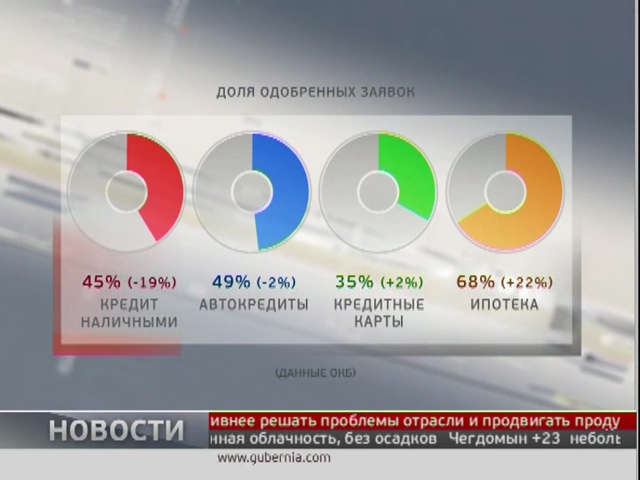 ДОЛЯ ОДОБРЕННЫХ ЗАЯВОК
45% (-19%) 49% (-2%) 35% (+2%) 68% (+22%)
КРЕДИТ НАЛИЧНЫМИ
АВТОКРЕДИТЫ
КРЕДИТНЫЕ КАРТЫ
ИПОТЕКА
(ДАННЫЕ ОКБ)
НОВОСТИ
ивнее решать проблемы отрасли и продвигать проду
нная облачность, без осадков Чегдомын +23 неболь
www.gubernia.com